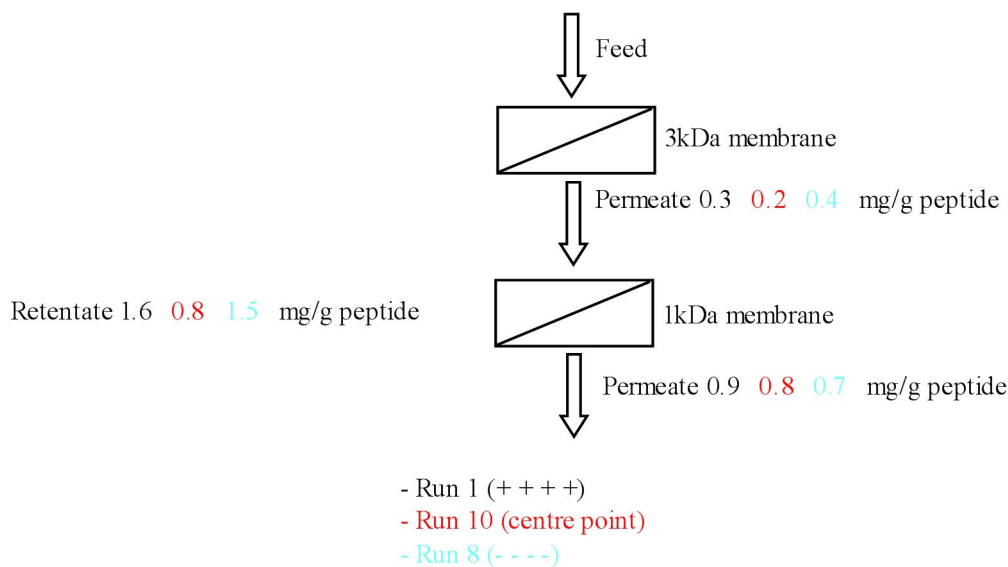 Feed
3kDa membrane
Permeate 0.3 0.2 0.4 mg/g peptide
Retentate 1.6 0.8 1.5 mg/g peptide
1kDa membrane
Permeate 0.9 0.8 0.7 mg/g peptide
- Run 1 (+ + + +)
- Run 10 (centre point)
- Run 8 (- - - -)